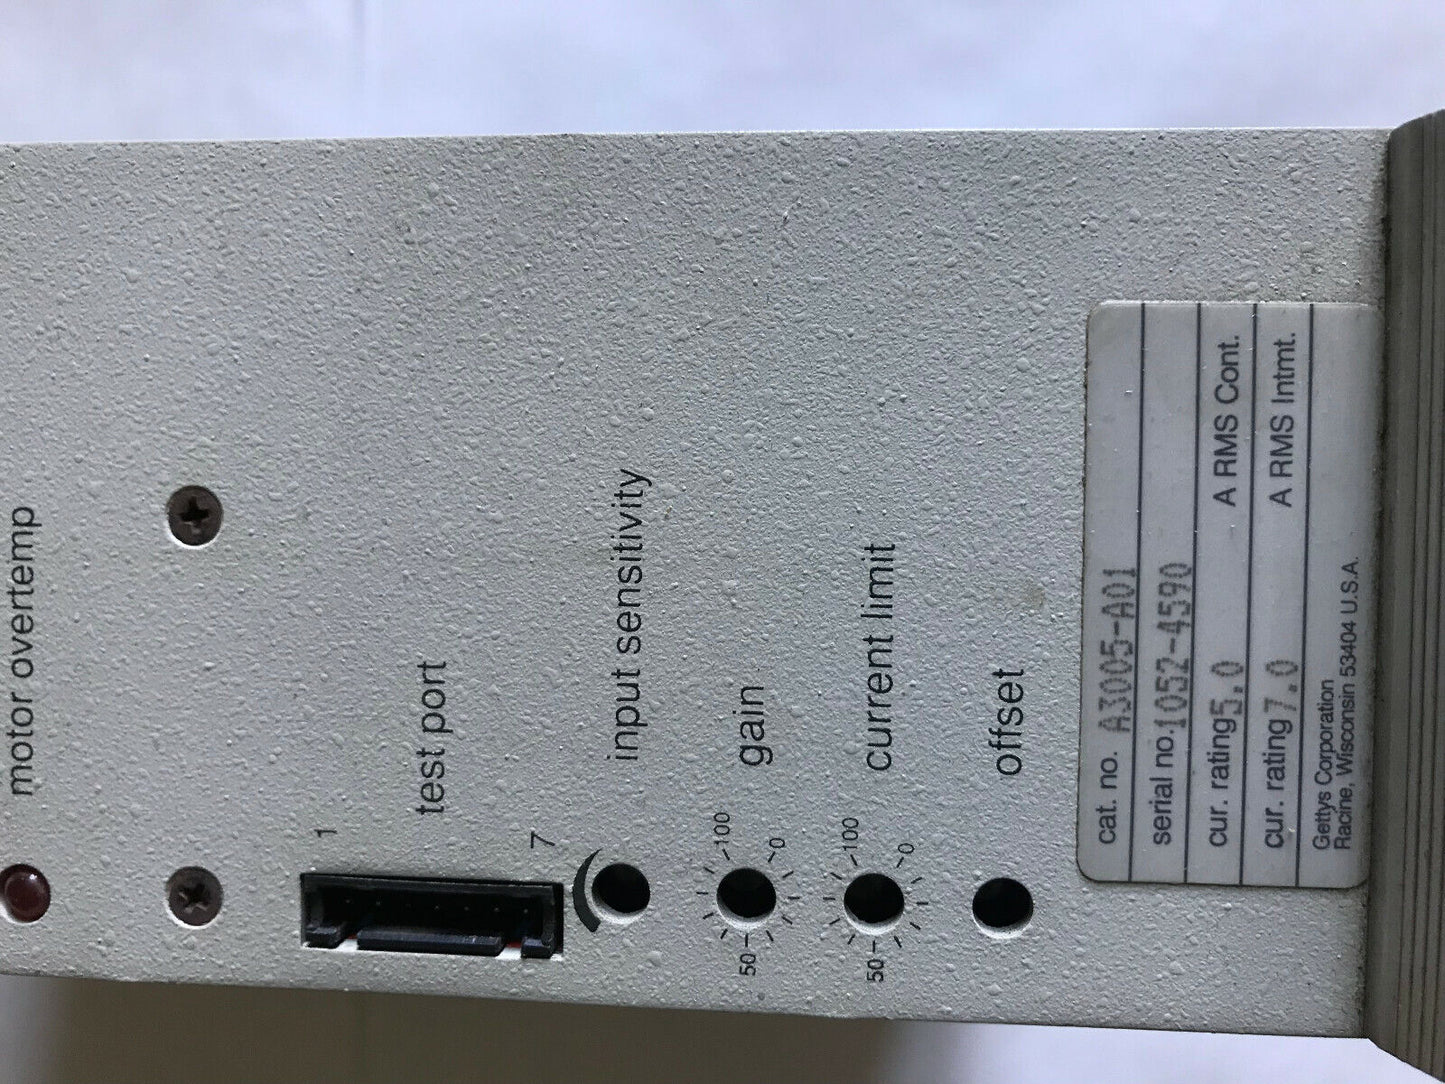 motor overtemp
1
test port
7
input sensitivity
100
gain
0
50
100
current limit
0
50
offset
cat. no. A3005-A01
serial no. 1052-4590
cur. rating 5.0 A RMS Cont.
cur. rating 7.0 A RMS Intmt.
Gettys Corporation
Racine, Wisconsin 53404 U.S.A.